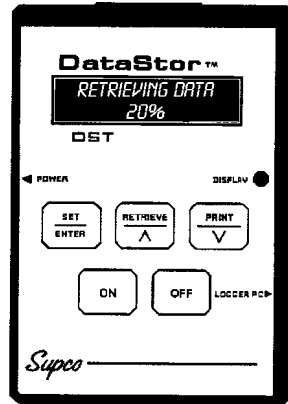 DataStor™
RETRIEVING DATA
20%
DST
POWER
DISPLAY
SET
ENTER
RETRIEVE
PRINT
ON
OFF
LOGGER PC
Supco